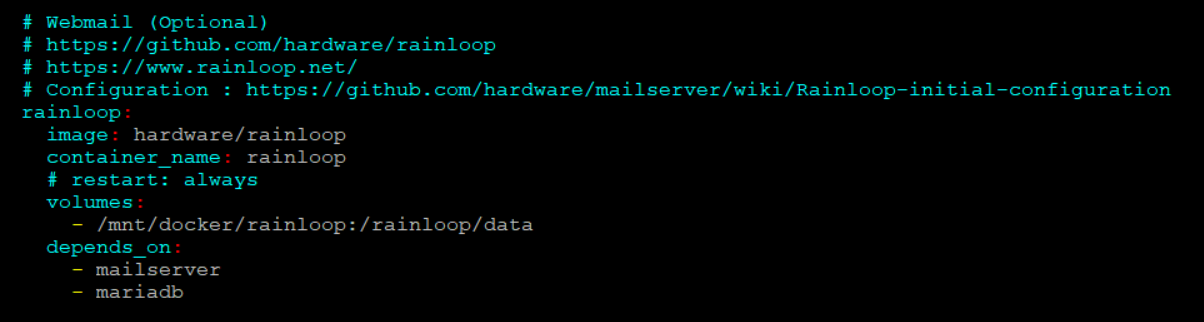 # Webmail (Optional)
# https://github.com/hardware/rainloop
# https://www.rainloop.net/
# Configuration : https://github.com/hardware/mailserver/wiki/Rainloop-initial-configuration
rainloop:
  image: hardware/rainloop
  container_name: rainloop
  # restart: always
  volumes:
    - /mnt/docker/rainloop:/rainloop/data
  depends_on:
    - mailserver
    - mariadb